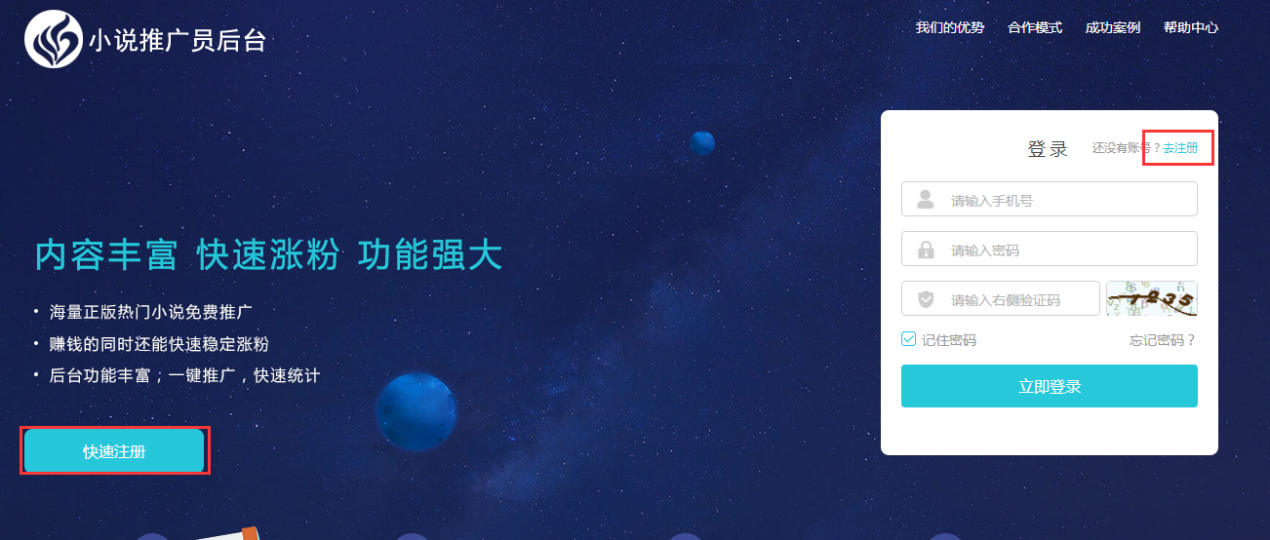 小说推广员后台
我们的优势 合作模式 成功案例 帮助中心
内容丰富 快速涨粉 功能强大
• 海量正版热门小说免费推广
• 赚钱的同时还能快速稳定涨粉
• 后台功能丰富；一键推广，快速统计
快速注册
登录 还没有账号？去注册
请输入手机号
请输入密码
请输入右侧验证码 1235
记住密码 忘记密码？
立即登录